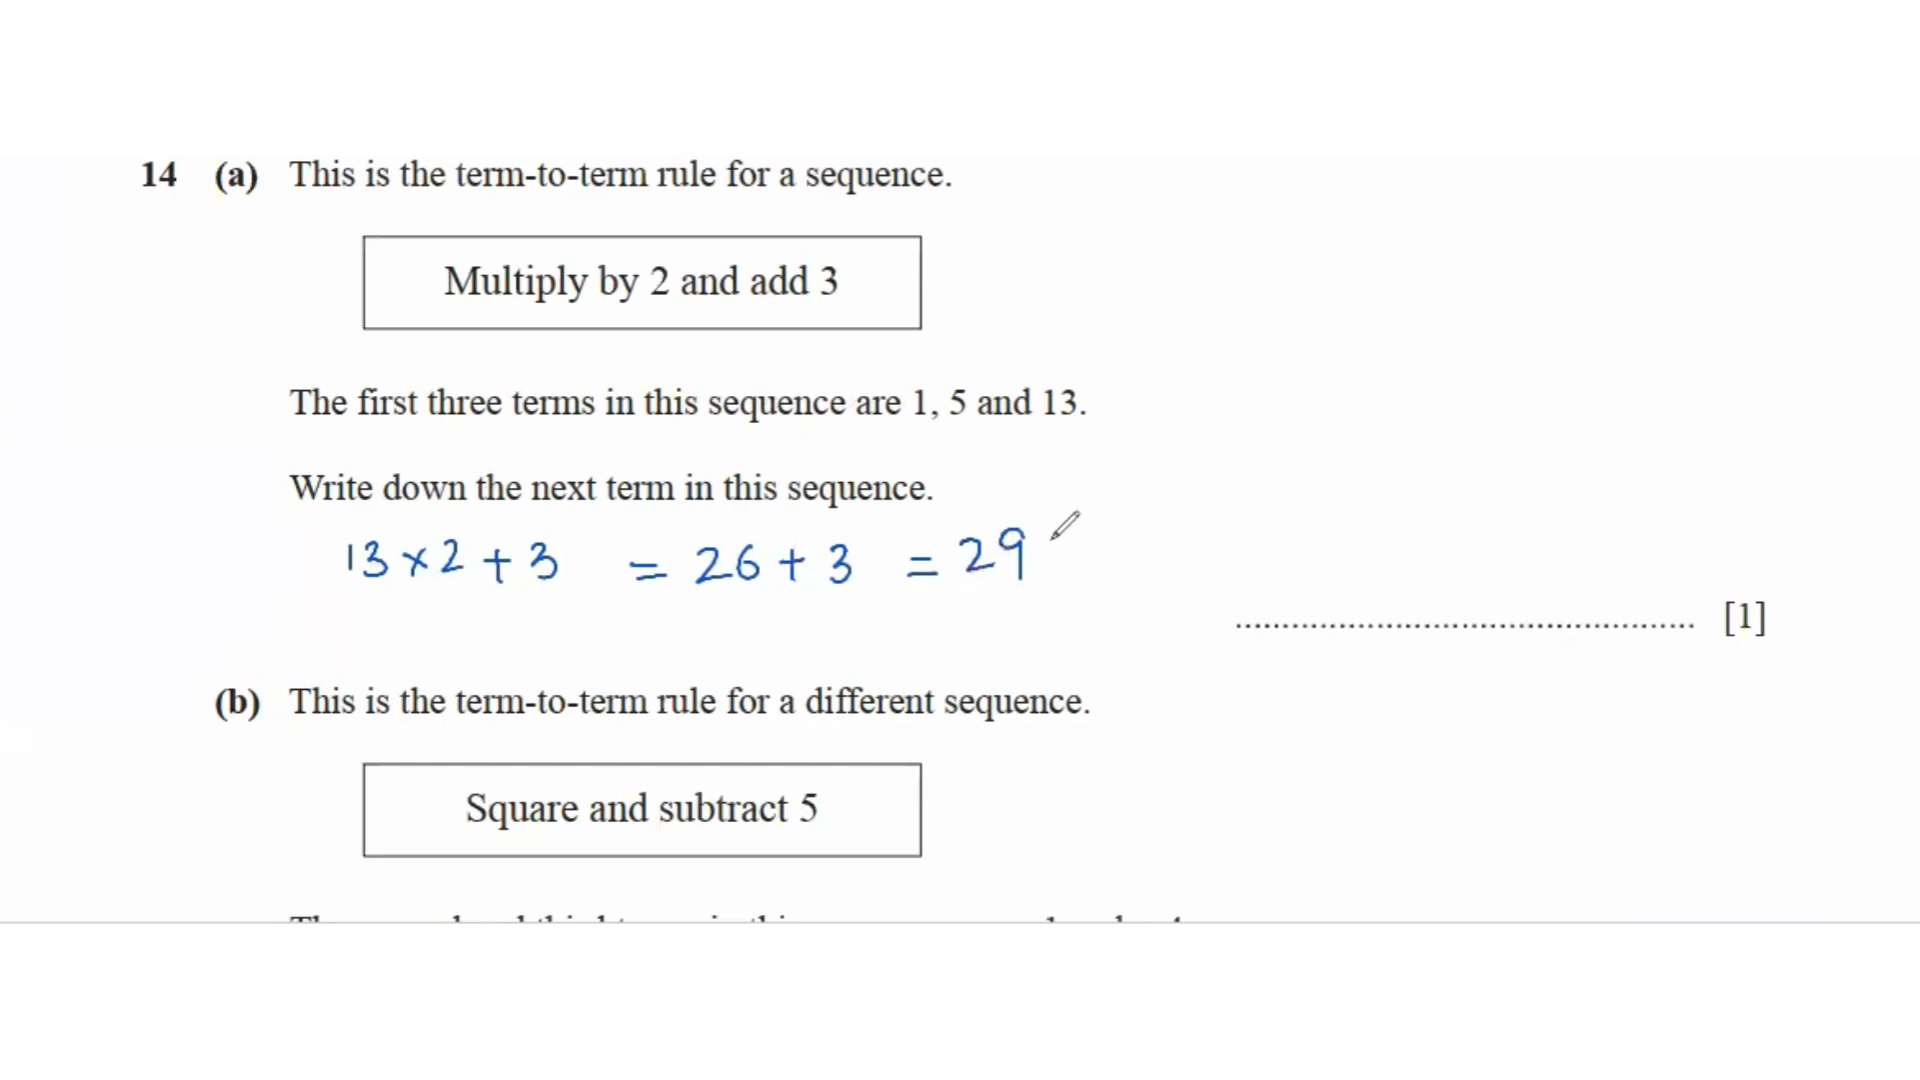 14 (a) This is the term-to-term rule for a sequence.
Multiply by 2 and add 3
The first three terms in this sequence are 1, 5 and 13.
Write down the next term in this sequence.
13 × 2 + 3 = 26 + 3 = 29
.................................................. [1]
(b) This is the term-to-term rule for a different sequence.
Square and subtract 5